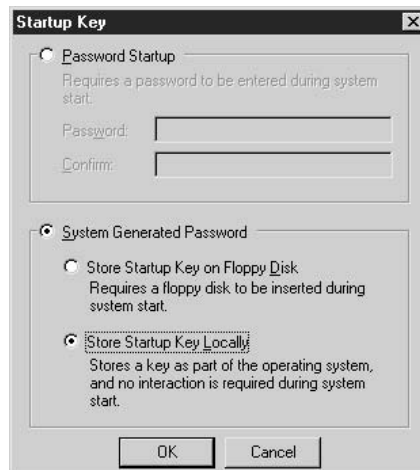 Startup Key
Password Startup
Requires a password to be entered during system
start.
Password:
Confirm:
System Generated Password
Store Startup Key on Floppy Disk
Requires a floppy disk to be inserted during
system start.
Store Startup Key Locally
Stores a key as part of the operating system,
and no interaction is required during system
start.
OK
Cancel